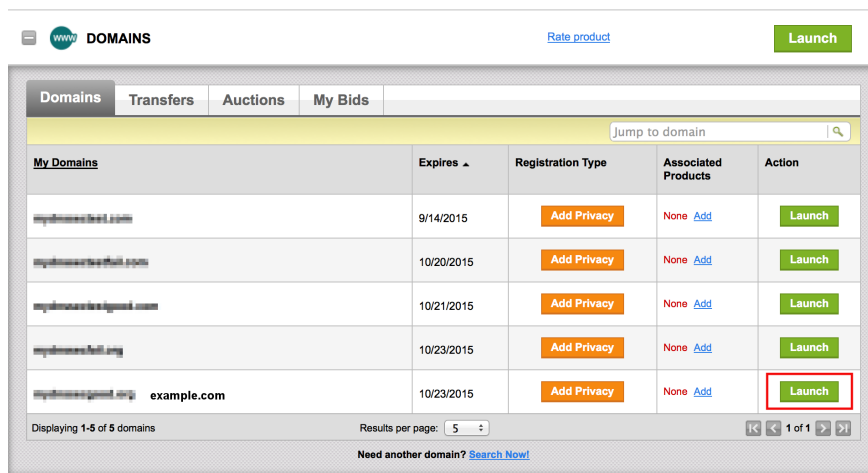 www DOMAINS Rate product Launch
Domains Transfers Auctions My Bids
Jump to domain
My Domains Expires Registration Type Associated Products Action
9/14/2015 Add Privacy None Add Launch
10/20/2015 Add Privacy None Add Launch
10/21/2015 Add Privacy None Add Launch
10/23/2015 Add Privacy None Add Launch
example.com 10/23/2015 Add Privacy None Add Launch
Displaying 1-5 of 5 domains Results per page: 5 1 of 1
Need another domain? Search Now!